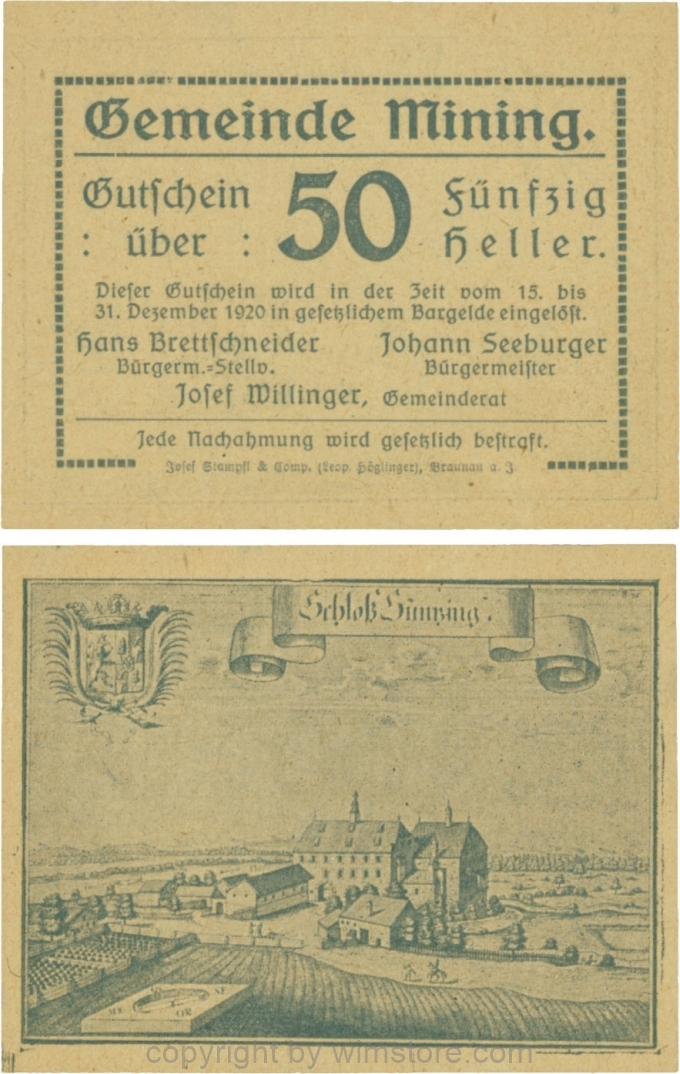 Gemeinde Mining.
Gutschein
: über :
50
Fünfzig
Heller.
Dieser Gutschein wird in der Zeit vom 15. bis
31. Dezember 1920 in gesetzlichem Bargelde eingelöst.
Hans Brettschneider
Bürgerm.=Stellv.
Johann Seeburger
Bürgermeister
Josef Willinger, Gemeinderat
Jede Nachahmung wird gesetzlich bestraft.
Josef Stampfl & Comp. (Leop. Höglinger), Braunau a. J.
Schloß Sunzing.
OR
copyright by wimstore.com